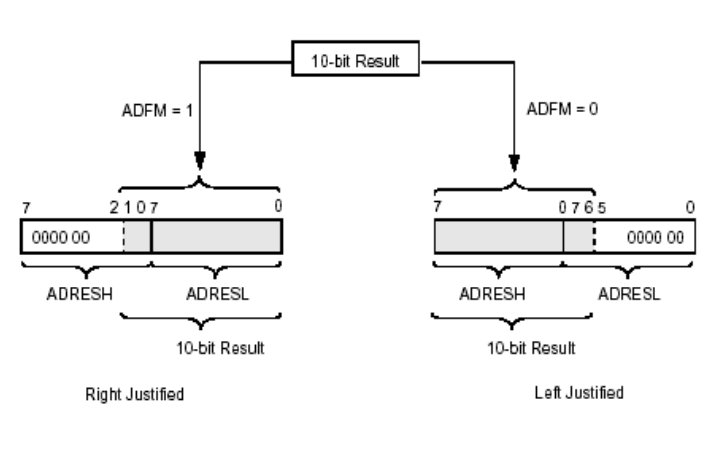 10-bit Result
ADFM = 1
ADFM = 0
7 2 1 0 7 0
7 0 7 6 5 0
0000 00
0000 00
ADRESH ADRESL
ADRESH ADRESL
10-bit Result
10-bit Result
Right Justified
Left Justified